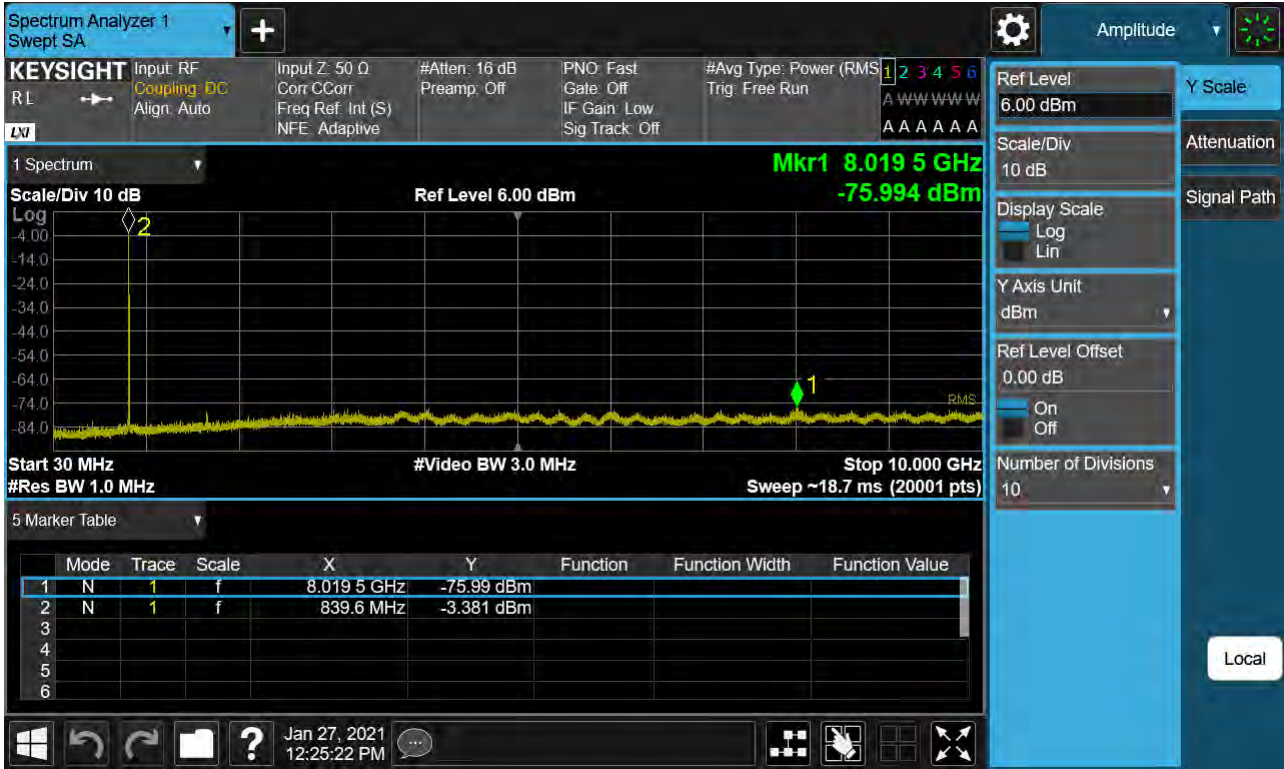 Spectrum Analyzer 1
Swept SA
+
Amplitude
KEYSIGHT
RL
LXI
Input: RF
Coupling: DC
Align: Auto
Input Z: 50 Ω
Corr CCorr
Freq Ref: Int (S)
NFE: Adaptive
#Atten: 16 dB
Preamp: Off
PNO: Fast
Gate: Off
IF Gain: Low
Sig Track: Off
#Avg Type: Power (RMS
Trig: Free Run
1 2 3 4 5 6
A W W W W W
A A A A A A
1 Spectrum
Mkr1 8.019 5 GHz
Scale/Div 10 dB
Ref Level 6.00 dBm
-75.994 dBm
Log
2
-4.00
-14.0
-24.0
-34.0
-44.0
-54.0
-64.0
1
-74.0
RMS
-84.0
Start 30 MHz
#Video BW 3.0 MHz
Stop 10.000 GHz
#Res BW 1.0 MHz
Sweep ~18.7 ms (20001 pts)
5 Marker Table
Mode Trace Scale X Y Function Function Width Function Value
1 N 1 f 8.019 5 GHz -75.99 dBm
2 N 1 f 839.6 MHz -3.381 dBm
3
4
5
6
Ref Level
6.00 dBm
Scale/Div
10 dB
Display Scale
Log
Lin
Y Axis Unit
dBm
Ref Level Offset
0.00 dB
On
Off
Number of Divisions
10
Y Scale
Attenuation
Signal Path
Local
?
Jan 27, 2021
12:25:22 PM